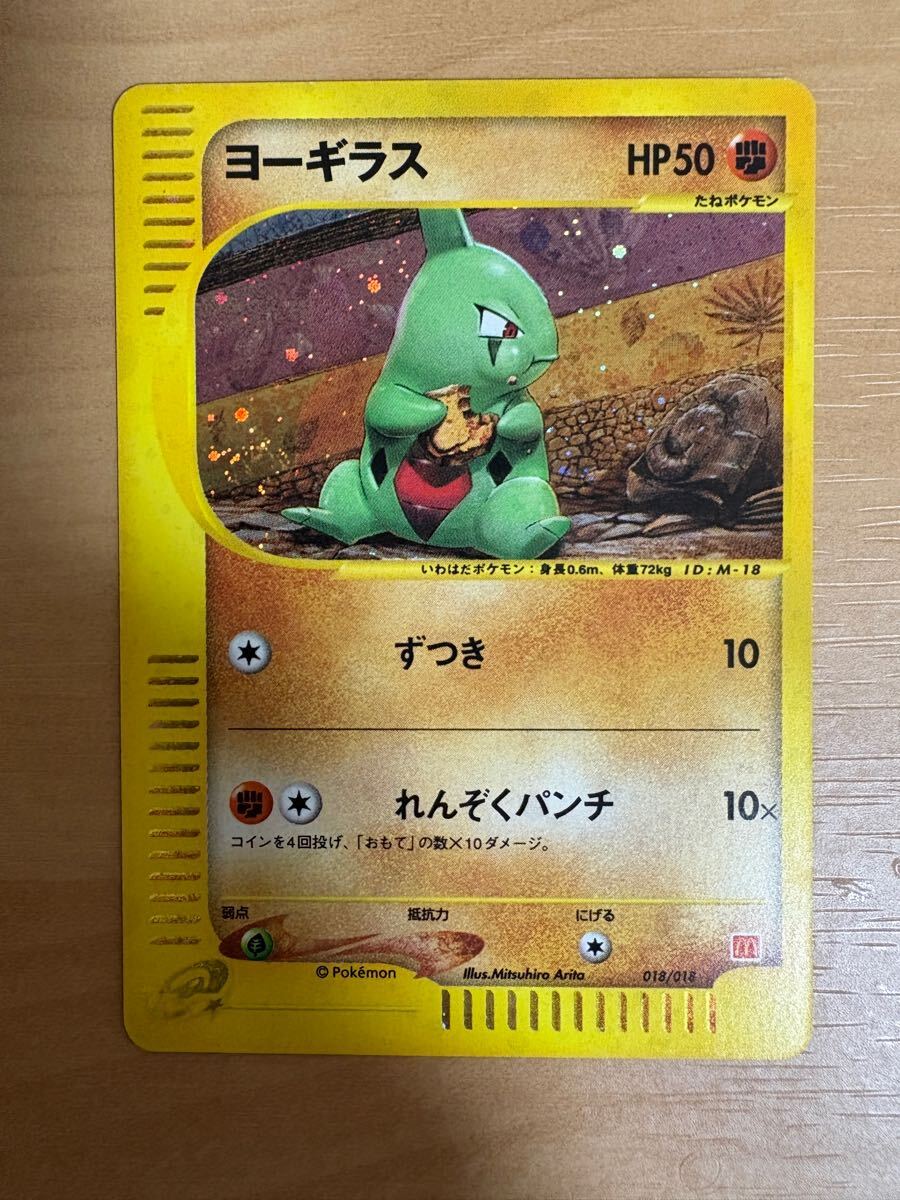 ヨーギラス HP50
たねポケモン
いわはだポケモン：身長0.6m、体重72kg ID:M-18
ずつき 10
れんぞくパンチ 10×
コインを4回投げ、「おもて」の数×10ダメージ。
弱点 抵抗力 にげる
©Pokémon Illus.Mitsuhiro Arita 018/018